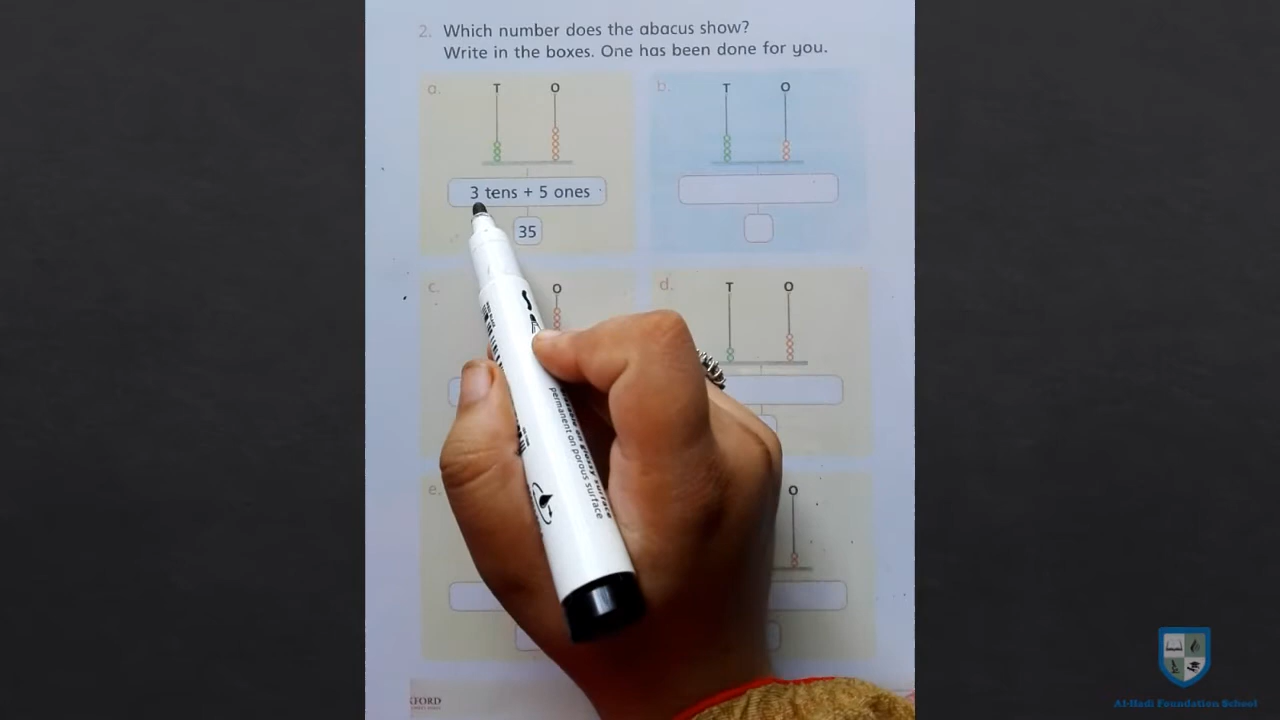 2. Which number does the abacus show?
Write in the boxes. One has been done for you.
a. T O
3 tens + 5 ones
35
b. T O
c. O
d. T O
e. O
permanent on porous surface
Al-Hadi Foundation School